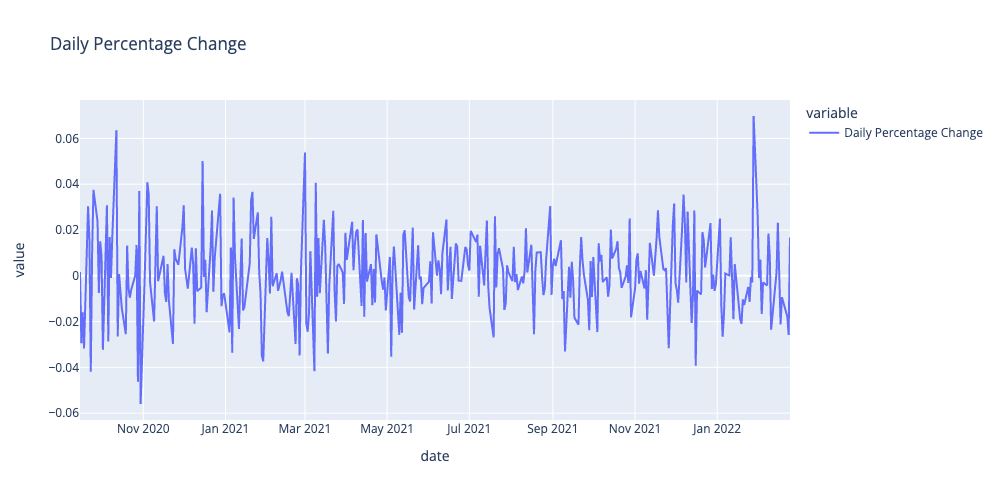 Daily Percentage Change
variable
Daily Percentage Change
value
0.06
0.04
0.02
0
−0.02
−0.04
−0.06
Nov 2020
Jan 2021
Mar 2021
May 2021
Jul 2021
Sep 2021
Nov 2021
Jan 2022
date